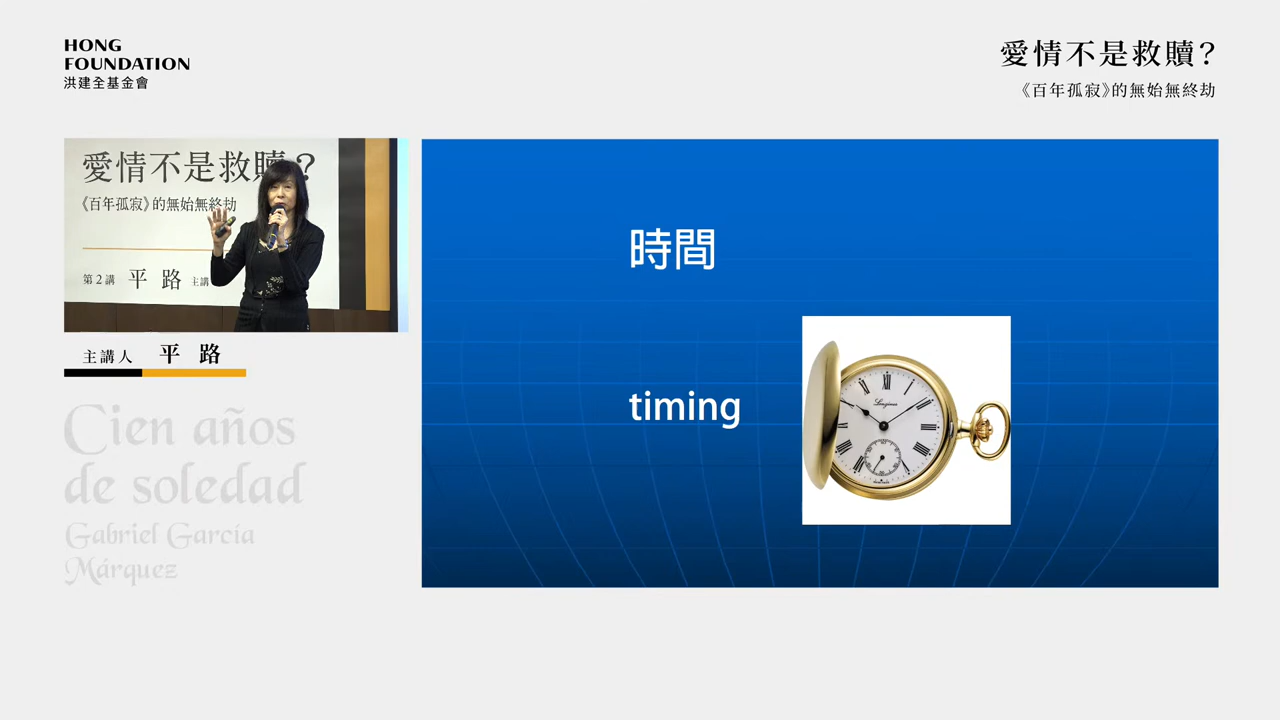 HONG
FOUNDATION
洪建全基金會
愛情不是救贖？
《百年孤寂》的無始無終劫
愛情不是救贖？
《百年孤寂》的無始無終劫
第2講 平路 主講
主講人 平路
Cien años
de soledad
Gabriel García
Márquez
時間
timing
Longines